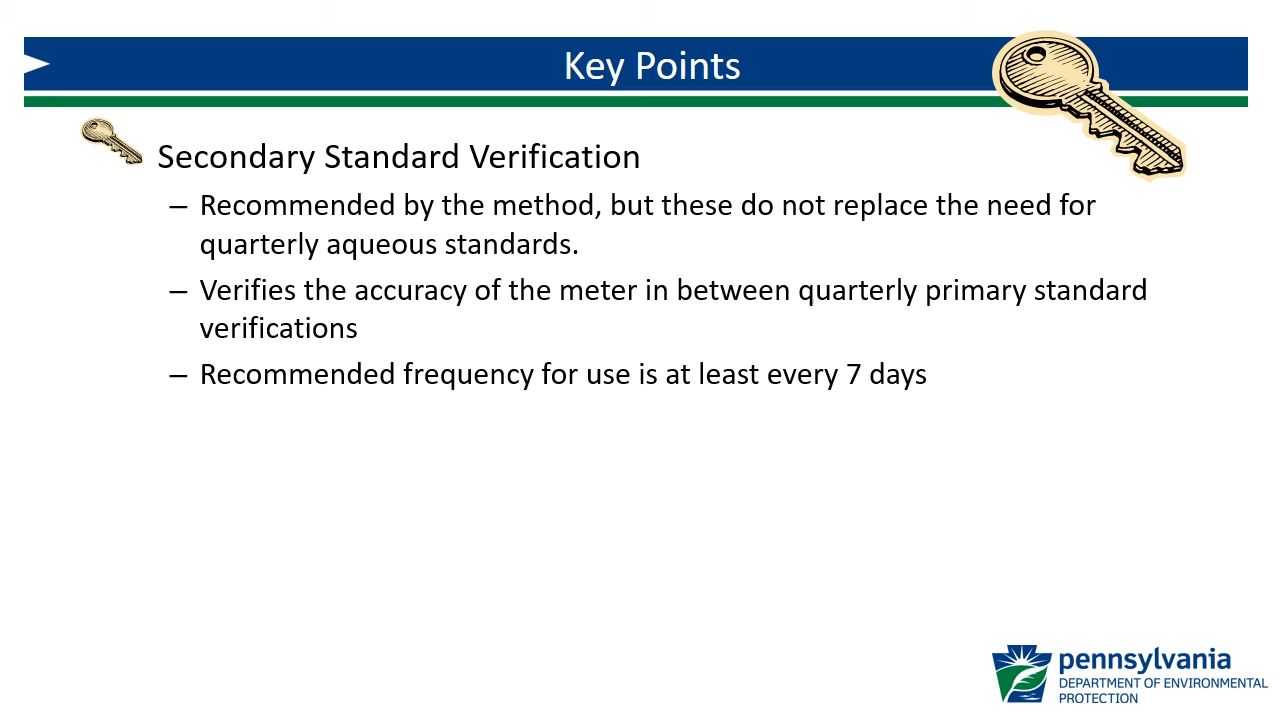 Key Points
Secondary Standard Verification
– Recommended by the method, but these do not replace the need for
quarterly aqueous standards.
– Verifies the accuracy of the meter in between quarterly primary standard
verifications
– Recommended frequency for use is at least every 7 days
pennsylvania
DEPARTMENT OF ENVIRONMENTAL
PROTECTION